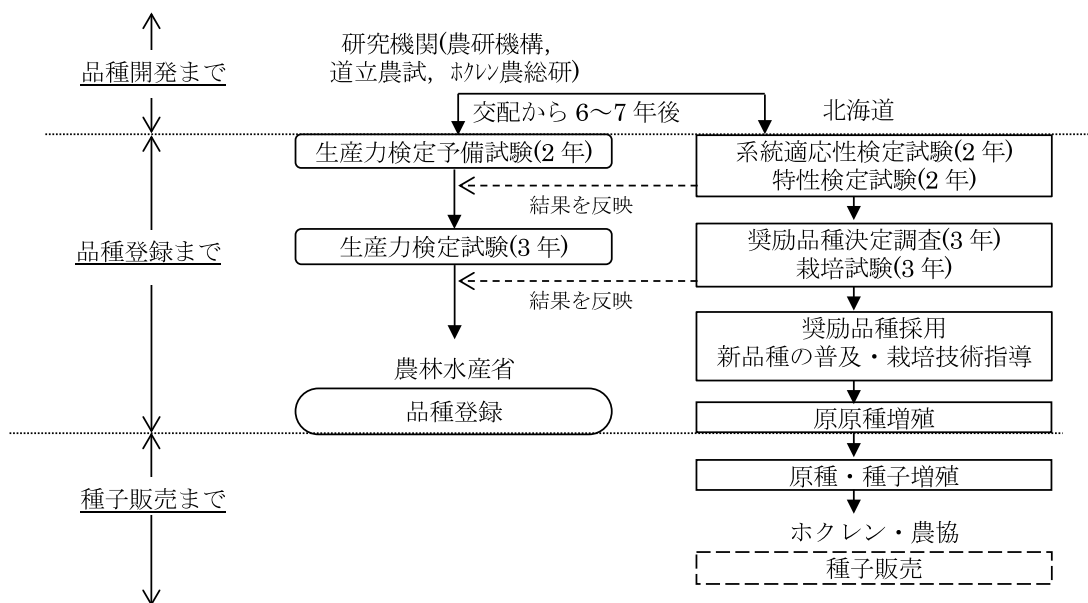 研究機関(農研機構,
道立農試，ﾎｸﾚﾝ農総研)
品種開発まで
交配から 6～7 年後
北海道
生産力検定予備試験(2 年)
系統適応性検定試験(2 年)
特性検定試験(2 年)
結果を反映
品種登録まで
生産力検定試験(3 年)
奨励品種決定調査(3 年)
栽培試験(3 年)
結果を反映
奨励品種採用
新品種の普及・栽培技術指導
農林水産省
品種登録
原原種増殖
原種・種子増殖
種子販売まで
ホクレン・農協
種子販売